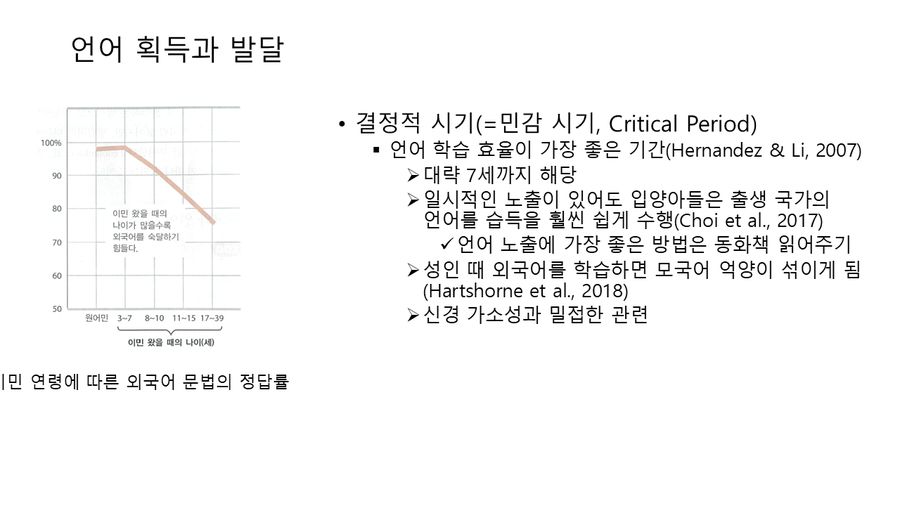 언어 획득과 발달
100%
90
80
70
60
50
이민 왔을 때의
나이가 많을수록
외국어를 숙달하기
힘들다.
원어민 3~7 8~10 11~15 17~39
이민 왔을 때의 나이(세)
이민 연령에 따른 외국어 문법의 정답률
• 결정적 시기(=민감 시기, Critical Period)
▪ 언어 학습 효율이 가장 좋은 기간(Hernandez & Li, 2007)
➢대략 7세까지 해당
➢일시적인 노출이 있어도 입양아들은 출생 국가의
언어를 습득을 훨씬 쉽게 수행(Choi et al., 2017)
✓언어 노출에 가장 좋은 방법은 동화책 읽어주기
➢성인 때 외국어를 학습하면 모국어 억양이 섞이게 됨
(Hartshorne et al., 2018)
➢신경 가소성과 밀접한 관련